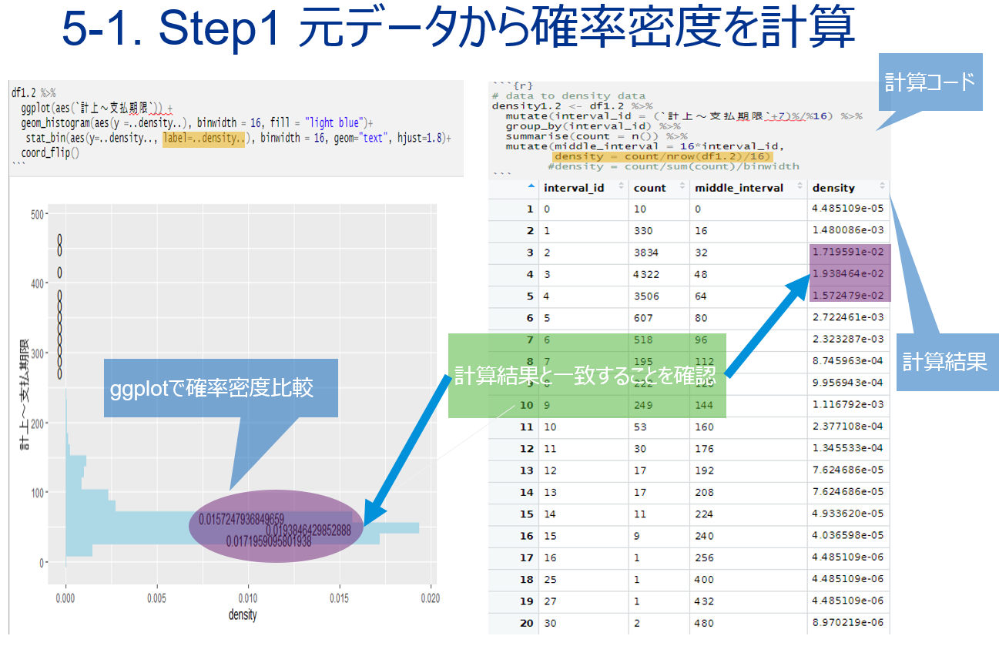 5-1. Step1 元データから確率密度を計算
df1.2 %>%
ggplot(aes(`計上～支払期限`)) +
geom_histogram(aes(y =..density..), binwidth = 16, fill = "light blue")+
stat_bin(aes(y=..density.., label=..density..), binwidth = 16, geom="text", hjust=1.8)+
coord_flip()
```
500
400
300
200
100
0
計上～支払期限
0.0157247936849659
0.0193846429852888
0.0171959095801938
0.000 0.005 0.010 0.015 0.020
density
ggplotで確率密度比較
計算結果と一致することを確認
計算コード
計算結果
```{r}
# data to density data
density1.2 <- df1.2 %>%
mutate(interval_id = (`計上～支払期限`+7)%/%16) %>%
group_by(interval_id) %>%
summarise(count = n()) %>%
mutate(middle_interval = 16*interval_id,
density = count/nrow(df1.2)/16)
#density = count/sum(count)/binwidth
```
interval_id count middle_interval density
1 0 10 0 4.485109e-05
2 1 330 16 1.480086e-03
3 2 3834 32 1.719591e-02
4 3 4322 48 1.938464e-02
5 4 3506 64 1.572479e-02
6 5 607 80 2.722461e-03
7 6 518 96 2.323287e-03
8 7 195 112 8.745963e-04
9 8 222 128 9.956943e-04
10 9 249 144 1.116792e-03
11 10 53 160 2.377108e-04
12 11 30 176 1.345533e-04
13 12 17 192 7.624686e-05
14 13 17 208 7.624686e-05
15 14 11 224 4.933620e-05
16 15 9 240 4.036598e-05
17 16 1 256 4.485109e-06
18 25 1 400 4.485109e-06
19 27 1 432 4.485109e-06
20 30 2 480 8.970219e-06